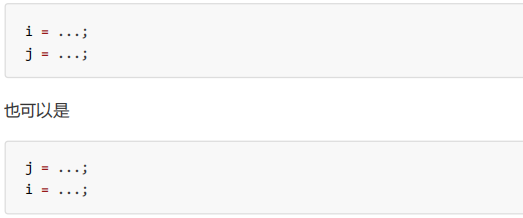 i = ...;
j = ...;
也可以是
j = ...;
i = ...;